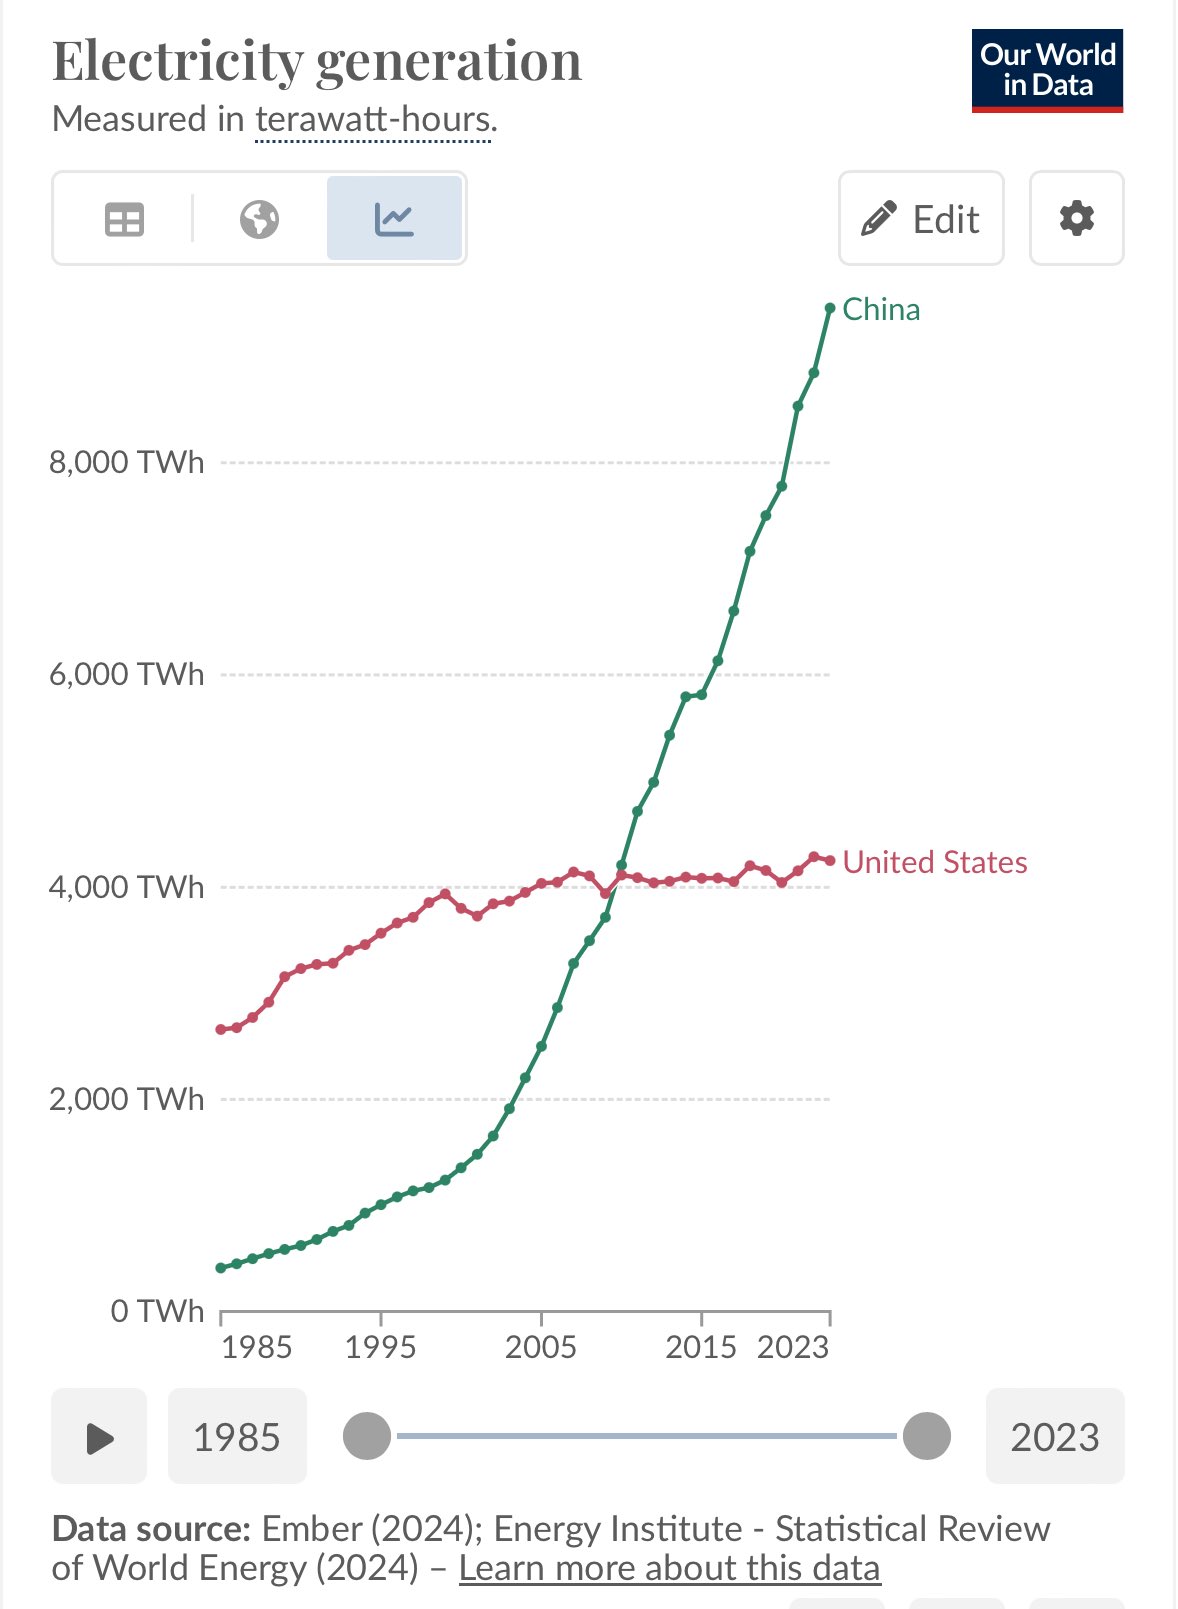 Electricity generation
Our World
in Data
Measured in terawatt-hours.
Edit
China
8,000 TWh
6,000 TWh
United States
4,000 TWh
2,000 TWh
0 TWh
1985 1995 2005 2015 2023
1985 2023
Data source: Ember (2024); Energy Institute - Statistical Review
of World Energy (2024) – Learn more about this data